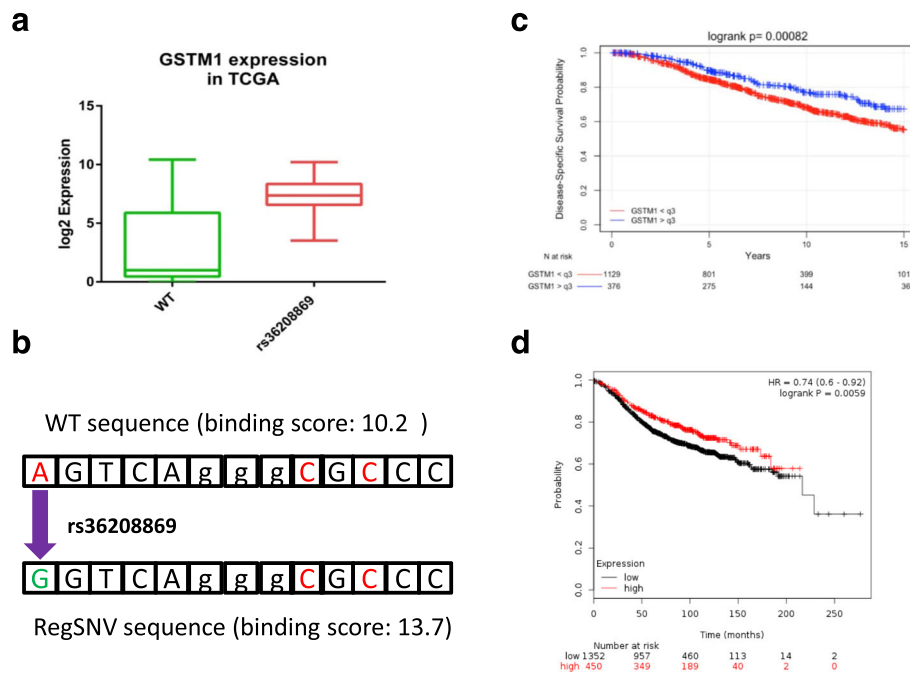 a
GSTM1 expression
in TCGA
log2 Expression
15
10
5
0
WT
rs36208869
b
WT sequence (binding score: 10.2 )
A G T C A g g g C G C C C
rs36208869
G G T C A g g g C G C C C
RegSNV sequence (binding score: 13.7)
c
logrank p= 0.00082
Disease-Specific Survival Probability
1.0
0.8
0.6
0.4
0.2
0.0
GSTM1 < q3
GSTM1 > q3
0 5 10 15
N at risk
Years
GSTM1 < q3 1129 801 399 101
GSTM1 > q3 376 275 144 36
d
HR = 0.74 (0.6 - 0.92)
logrank P = 0.0059
Probability
1.0
0.8
0.6
0.4
0.2
0.0
Expression
low
high
0 50 100 150 200 250
Time (months)
Number at risk
low 1352 957 460 113 14 2
high 450 349 189 40 2 0